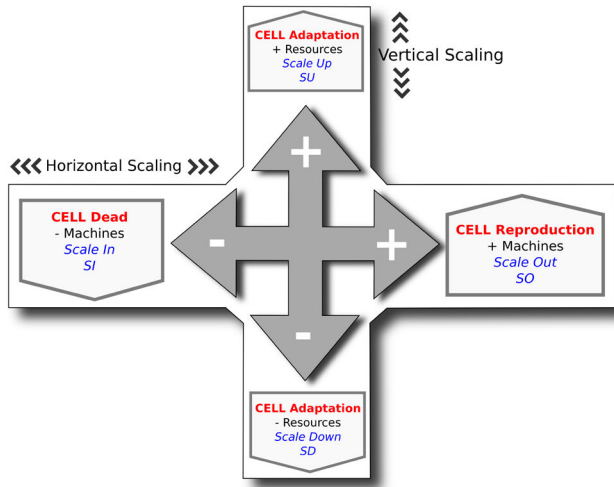 CELL Adaptation
+ Resources
Scale Up
SU
Vertical Scaling
+
Horizontal Scaling
CELL Dead
- Machines
Scale In
SI
-
+
CELL Reproduction
+ Machines
Scale Out
SO
-
CELL Adaptation
- Resources
Scale Down
SD